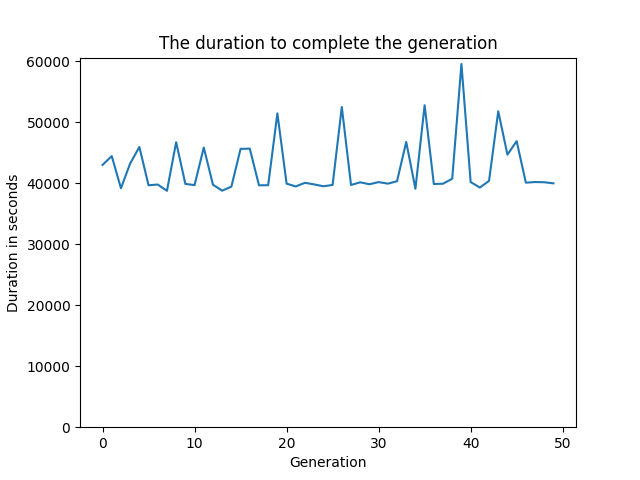 The duration to complete the generation
60000
50000
40000
30000
20000
10000
0
Duration in seconds
0 10 20 30 40 50
Generation